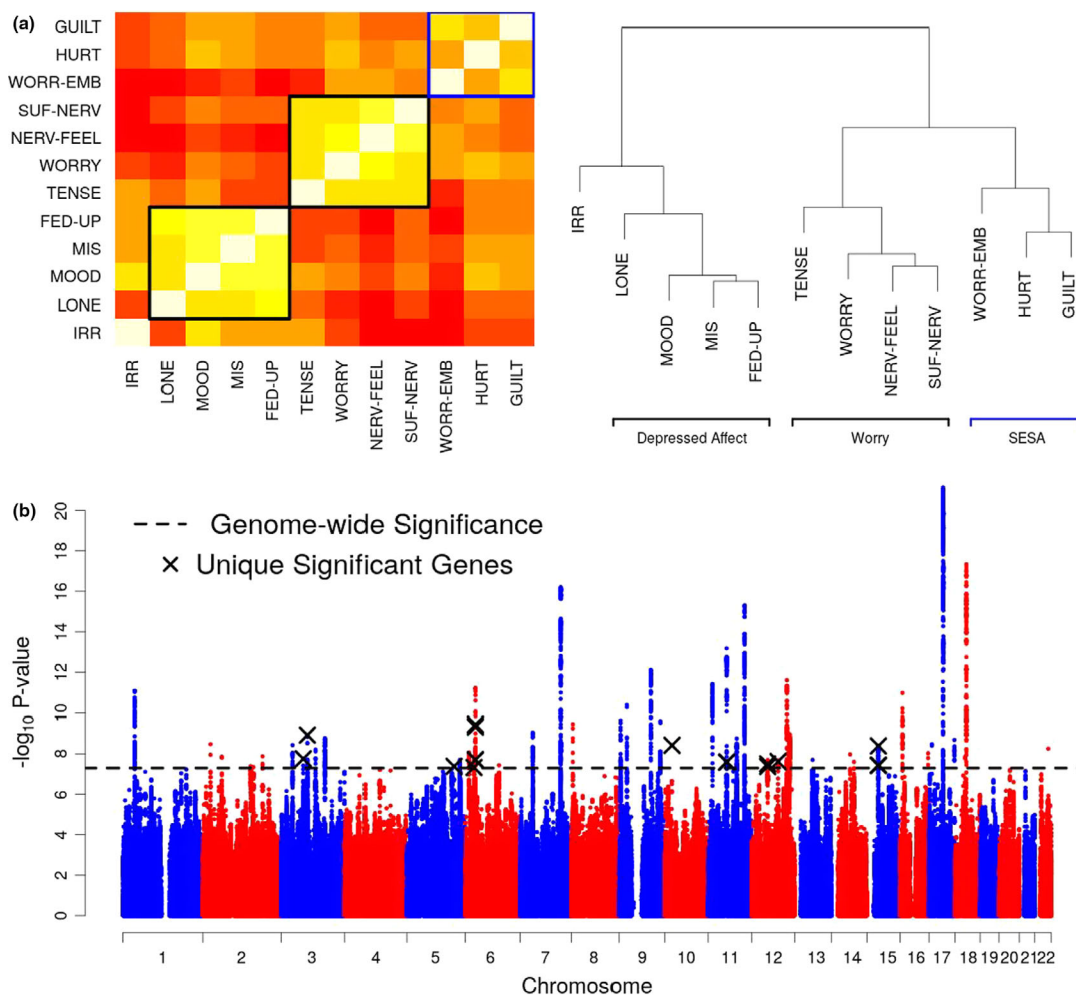 (a)
GUILT
HURT
WORR-EMB
SUF-NERV
NERV-FEEL
WORRY
TENSE
FED-UP
MIS
MOOD
LONE
IRR
IRR
LONE
MOOD
MIS
FED-UP
TENSE
WORRY
NERV-FEEL
SUF-NERV
WORR-EMB
HURT
GUILT
IRR
LONE
MOOD
MIS
FED-UP
TENSE
WORRY
NERV-FEEL
SUF-NERV
WORR-EMB
HURT
GUILT
Depressed Affect
Worry
SESA
(b)
Genome-wide Significance
Unique Significant Genes
-log10 P-value
20
18
16
14
12
10
8
6
4
2
0
1 2 3 4 5 6 7 8 9 10 11 12 13 14 15 16 17 18 19 20 21 22
Chromosome